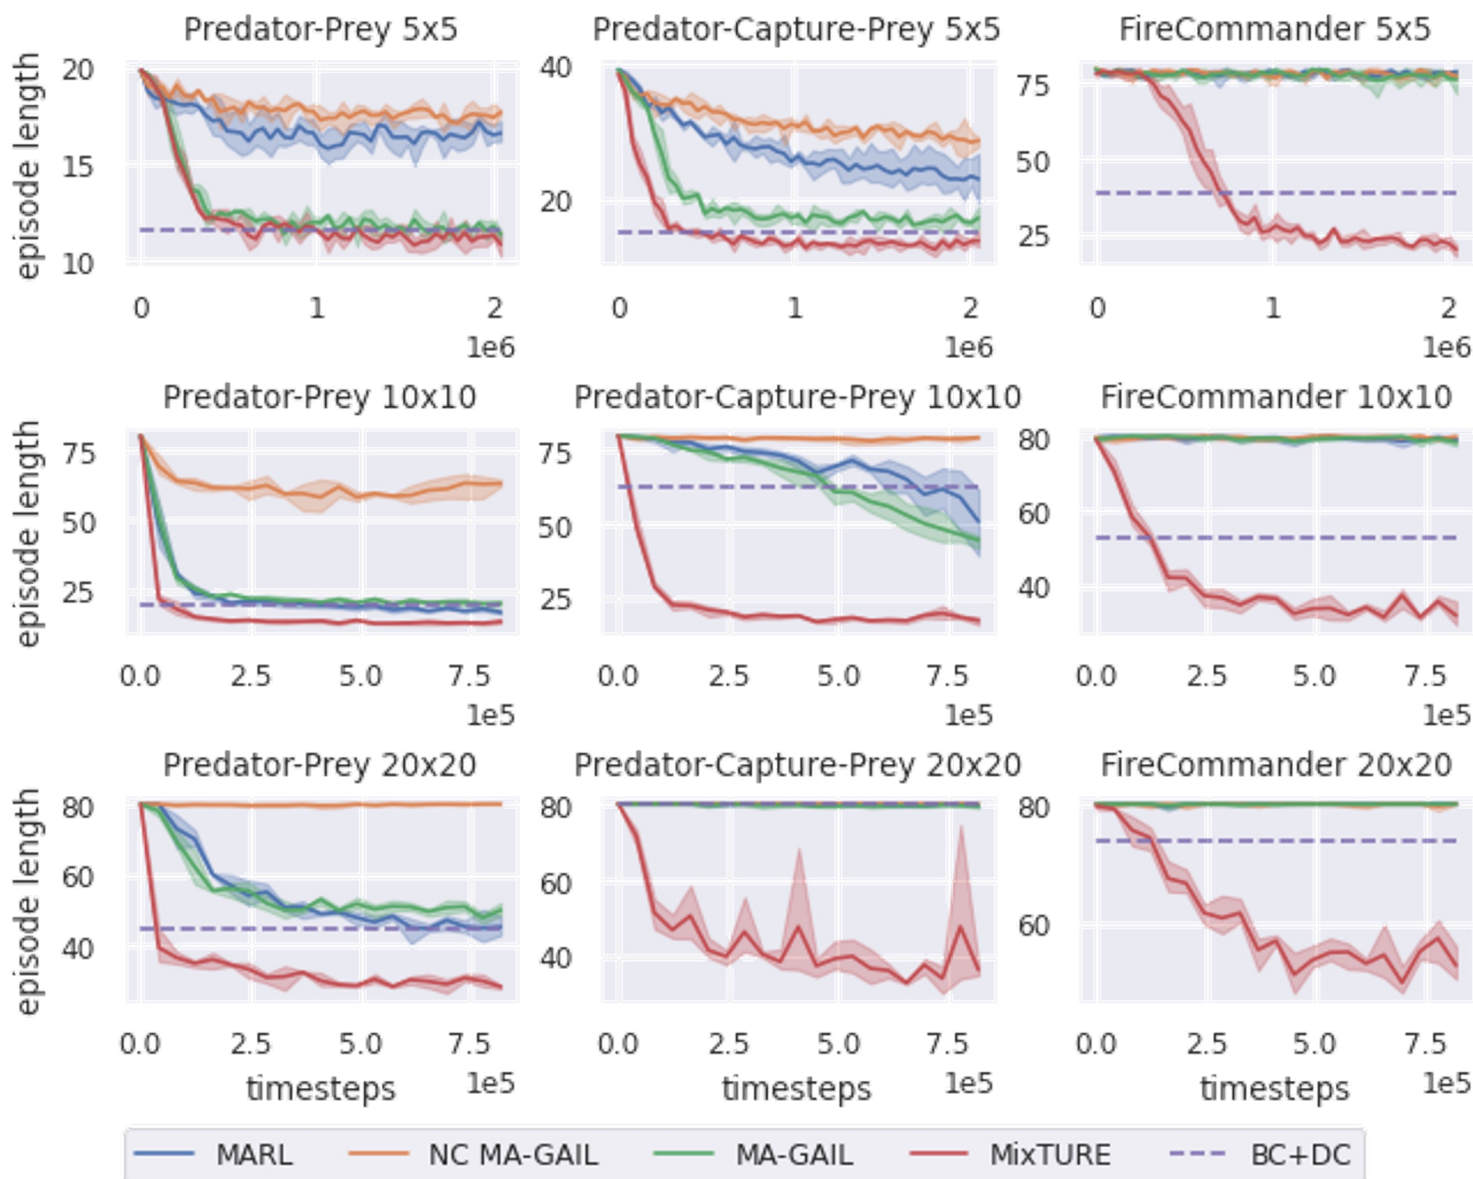 Predator-Prey 5x5
Predator-Capture-Prey 5x5
FireCommander 5x5
episode length
20
15
10
0
1
2
1e6
40
20
0
1
2
1e6
75
50
25
0
1
2
1e6
Predator-Prey 10x10
Predator-Capture-Prey 10x10
FireCommander 10x10
episode length
75
50
25
0.0
2.5
5.0
7.5
1e5
75
50
25
0.0
2.5
5.0
7.5
1e5
80
60
40
0.0
2.5
5.0
7.5
1e5
Predator-Prey 20x20
Predator-Capture-Prey 20x20
FireCommander 20x20
episode length
80
60
40
0.0
2.5
5.0
7.5
timesteps
1e5
80
60
40
0.0
2.5
5.0
7.5
timesteps
1e5
80
60
0.0
2.5
5.0
7.5
timesteps
1e5
MARL
NC MA-GAIL
MA-GAIL
MixTURE
BC+DC